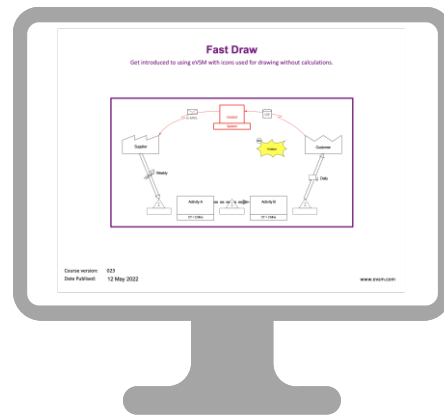 Fast Draw
Get introduced to using eVSM with icons used for drawing without calculations.
Supplier
Customer
Weekly
Daily
Activity A
Activity B
Course version: 023
Date Published: 12 May 2022
www.evsm.com